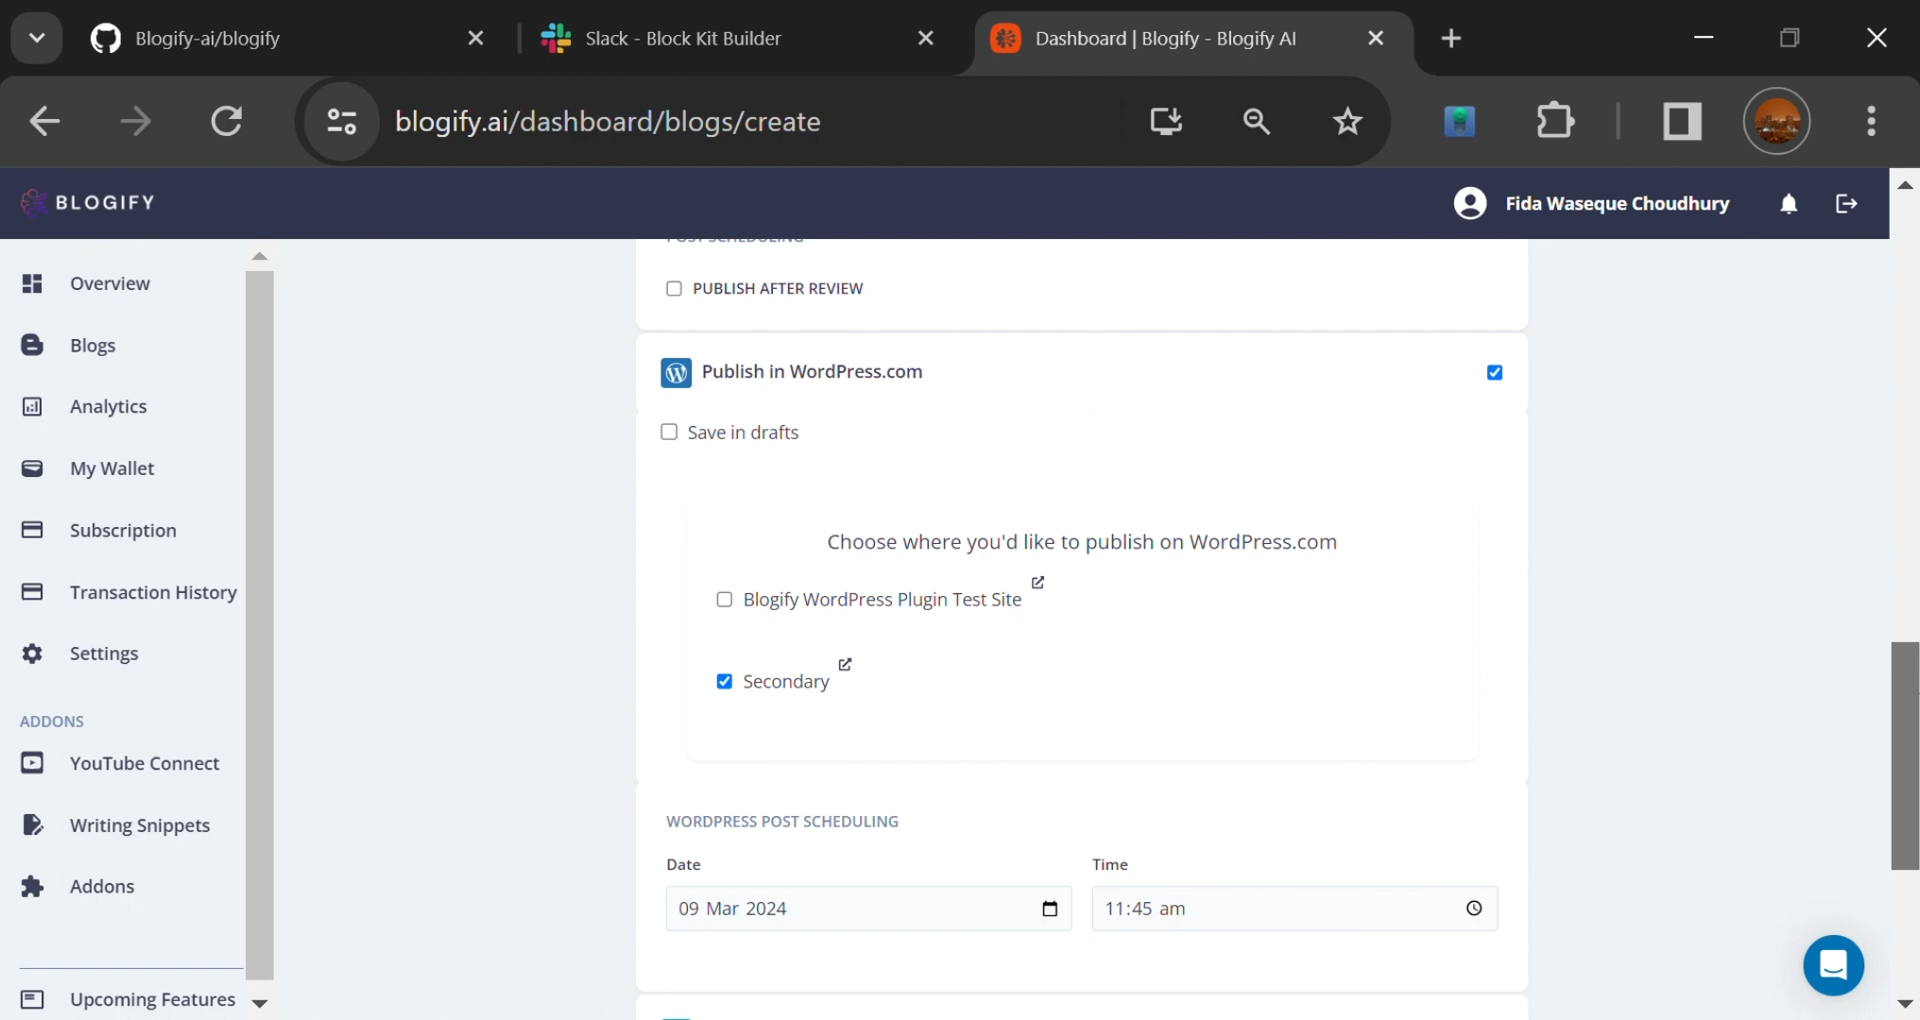 Blogify-ai/blogify
Slack - Block Kit Builder
Dashboard | Blogify - Blogify AI
blogify.ai/dashboard/blogs/create
BLOGIFY
Fida Waseque Choudhury
Overview
Blogs
Analytics
My Wallet
Subscription
Transaction History
Settings
ADDONS
YouTube Connect
Writing Snippets
Addons
Upcoming Features
POST SCHEDULING
PUBLISH AFTER REVIEW
Publish in WordPress.com
Save in drafts
Choose where you'd like to publish on WordPress.com
Blogify WordPress Plugin Test Site
Secondary
WORDPRESS POST SCHEDULING
Date
Time
09 Mar 2024
11:45 am